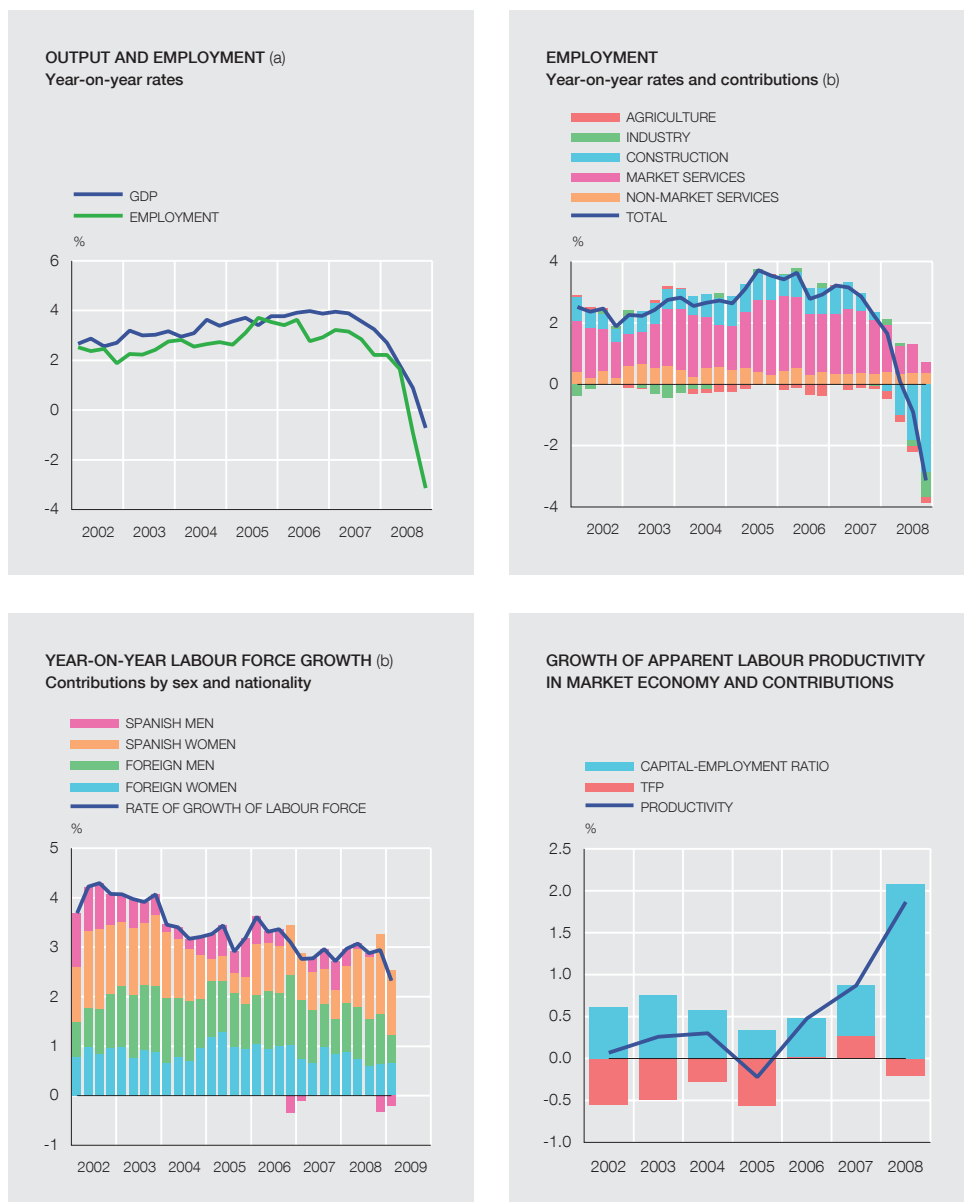 OUTPUT AND EMPLOYMENT (a)
Year-on-year rates
GDP
EMPLOYMENT
%
6
4
2
0
-2
-4
2002 2003 2004 2005 2006 2007 2008
EMPLOYMENT
Year-on-year rates and contributions (b)
AGRICULTURE
INDUSTRY
CONSTRUCTION
MARKET SERVICES
NON-MARKET SERVICES
TOTAL
%
4
2
0
-2
-4
2002 2003 2004 2005 2006 2007 2008
YEAR-ON-YEAR LABOUR FORCE GROWTH (b)
Contributions by sex and nationality
SPANISH MEN
SPANISH WOMEN
FOREIGN MEN
FOREIGN WOMEN
RATE OF GROWTH OF LABOUR FORCE
%
5
4
3
2
1
0
-1
2002 2003 2004 2005 2006 2007 2008 2009
GROWTH OF APPARENT LABOUR PRODUCTIVITY
IN MARKET ECONOMY AND CONTRIBUTIONS
CAPITAL-EMPLOYMENT RATIO
TFP
PRODUCTIVITY
%
2.5
2.0
1.5
1.0
0.5
0.0
-0.5
-1.0
2002 2003 2004 2005 2006 2007 2008